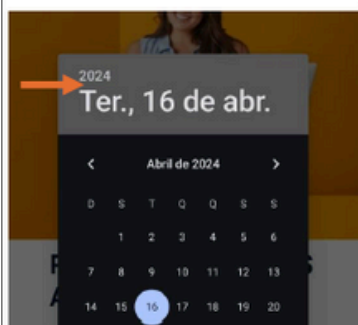 2024
Ter., 16 de abr.
Abril de 2024
D S T Q Q S S
1 2 3 4 5 6
7 8 9 10 11 12 13
14 15 16 17 18 19 20